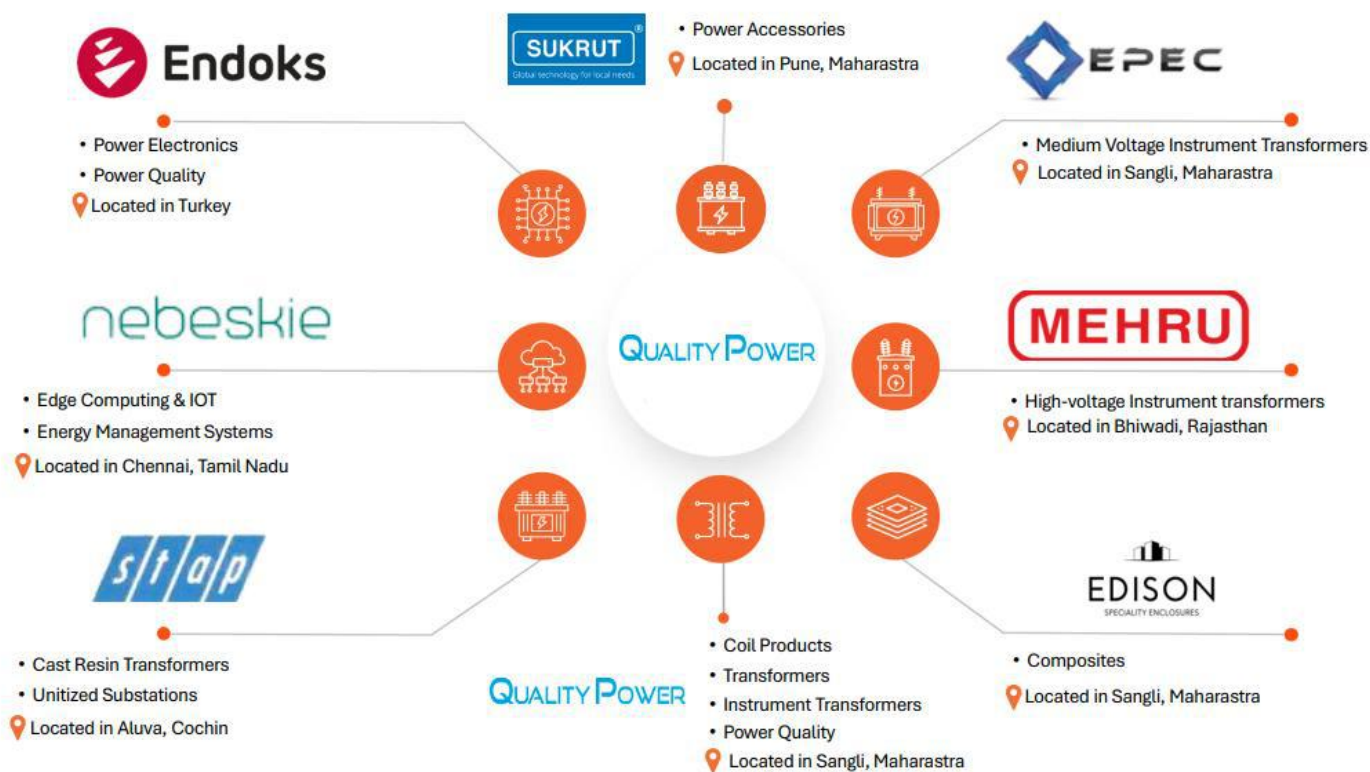 Endoks
• Power Electronics
• Power Quality
Located in Turkey
SUKRUT®
Global technology for local needs
• Power Accessories
Located in Pune, Maharastra
EPEC
• Medium Voltage Instrument Transformers
Located in Sangli, Maharastra
nebeskie
• Edge Computing & IOT
• Energy Management Systems
Located in Chennai, Tamil Nadu
QUALITY POWER
MEHRU
• High-voltage Instrument transformers
Located in Bhiwadi, Rajasthan
stap
• Cast Resin Transformers
• Unitized Substations
Located in Aluva, Cochin
QUALITY POWER
• Coil Products
• Transformers
• Instrument Transformers
• Power Quality
Located in Sangli, Maharastra
EDISON
SPECIALITY ENCLOSURES
• Composites
Located in Sangli, Maharastra